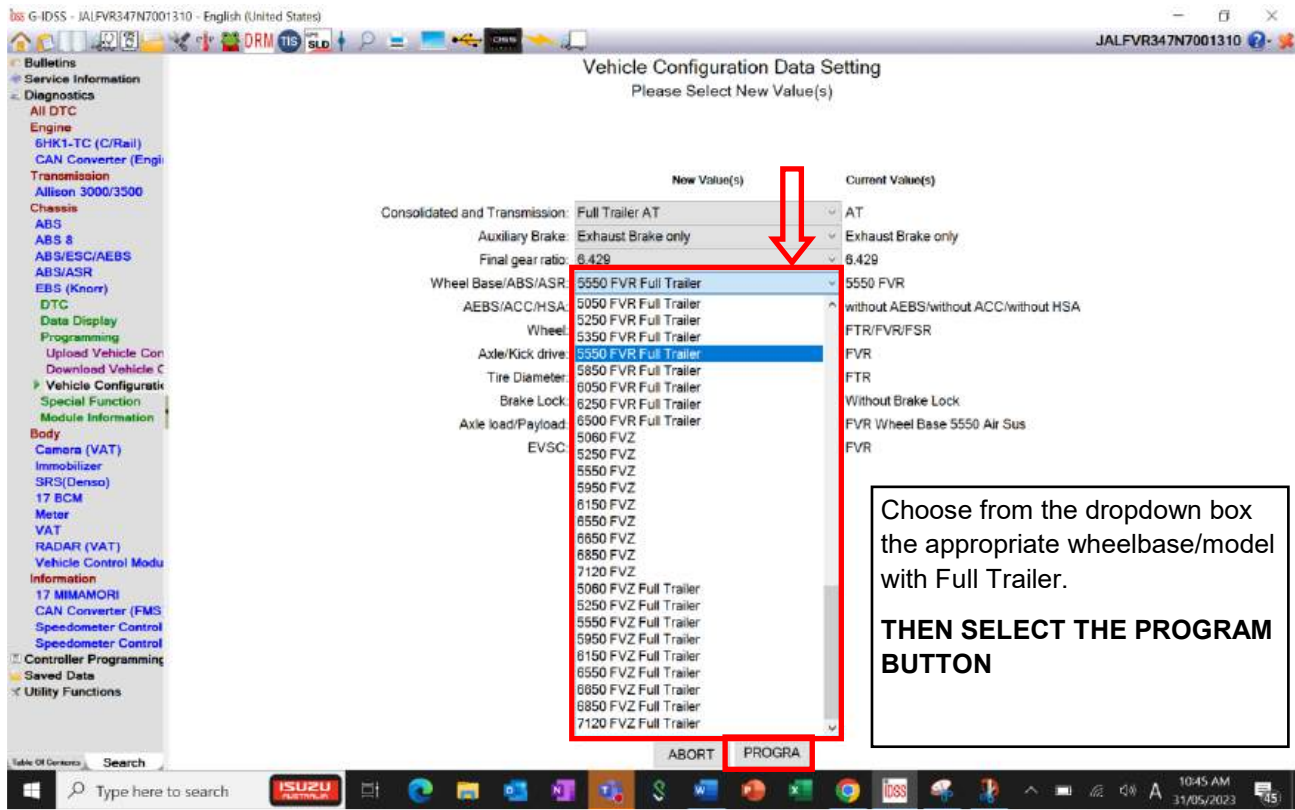 G-IDSS - JALFVR347N7001310 - English (United States)
DRM TIS SLD JALFVR347N7001310
Bulletins
Service Information
Diagnostics
All DTC
Engine
6HK1-TC (C/Rail)
CAN Converter (Engi
Transmission
Allison 3000/3500
Chassis
ABS
ABS 8
ABS/ESC/AEBS
ABS/ASR
EBS (Knorr)
DTC
Data Display
Programming
Upload Vehicle Con
Download Vehicle C
Vehicle Configuratio
Special Function
Module Information
Body
Camera (VAT)
Immobilizer
SRS(Denso)
17 BCM
Meter
VAT
RADAR (VAT)
Vehicle Control Modu
Information
17 MIMAMORI
CAN Converter (FMS
Speedometer Control
Speedometer Control
Controller Programming
Saved Data
Utility Functions
Table Of Contents Search
Vehicle Configuration Data Setting
Please Select New Value(s)
New Value(s) Current Value(s)
Consolidated and Transmission: Full Trailer AT AT
Auxiliary Brake: Exhaust Brake only Exhaust Brake only
Final gear ratio: 6.429 6.429
Wheel Base/ABS/ASR: 5550 FVR Full Trailer 5550 FVR
AEBS/ACC/HSA: without AEBS/without ACC/without HSA
Wheel: FTR/FVR/FSR
Axle/Kick drive: FVR
Tire Diameter: FTR
Brake Lock: Without Brake Lock
Axle load/Payload: FVR Wheel Base 5550 Air Sus
EVSC: FVR
5050 FVR Full Trailer
5250 FVR Full Trailer
5350 FVR Full Trailer
5550 FVR Full Trailer
5850 FVR Full Trailer
6050 FVR Full Trailer
6250 FVR Full Trailer
6500 FVR Full Trailer
5060 FVZ
5250 FVZ
5550 FVZ
5950 FVZ
6150 FVZ
6550 FVZ
6650 FVZ
6850 FVZ
7120 FVZ
5060 FVZ Full Trailer
5250 FVZ Full Trailer
5550 FVZ Full Trailer
5950 FVZ Full Trailer
6150 FVZ Full Trailer
6550 FVZ Full Trailer
6650 FVZ Full Trailer
6850 FVZ Full Trailer
7120 FVZ Full Trailer
ABORT PROGRA
Choose from the dropdown box
the appropriate wheelbase/model
with Full Trailer.
THEN SELECT THE PROGRAM
BUTTON
Type here to search ISUZU AUSTRALIA IDSS A 10:45 AM
31/05/2023 45